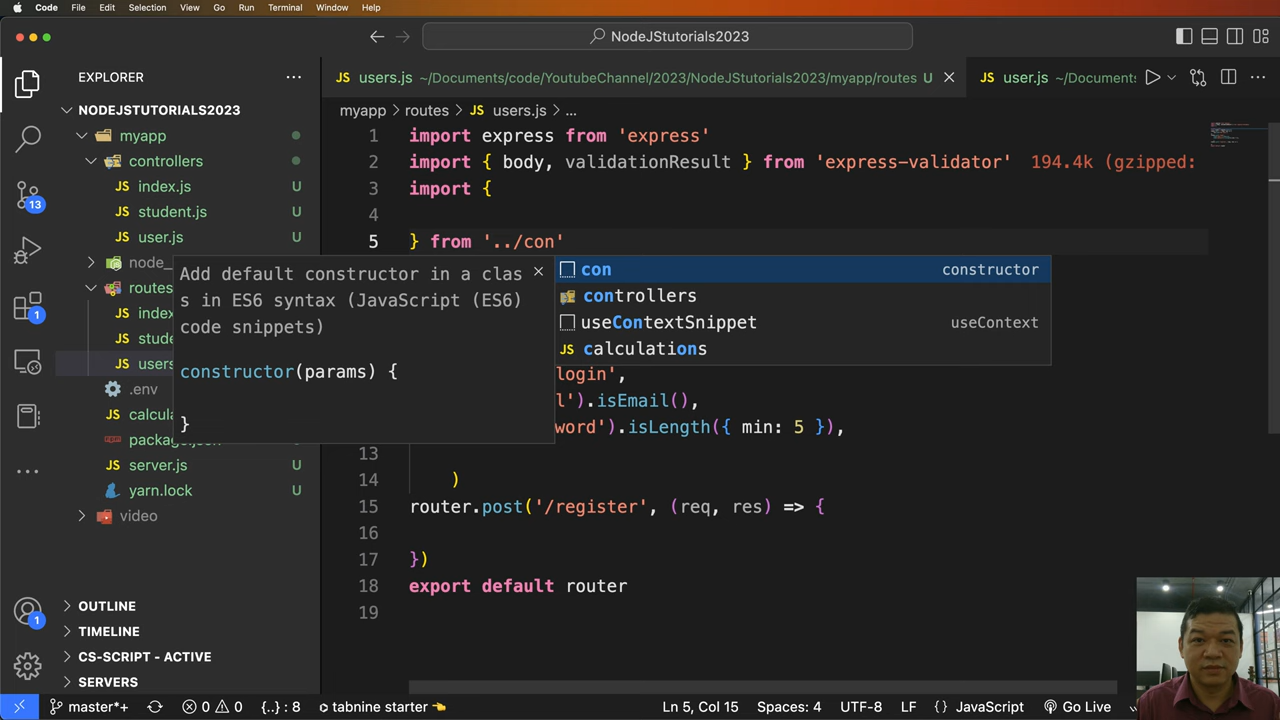 Code File Edit Selection View Go Run Terminal Window Help
NodeJStutorials2023
EXPLORER
NODEJSTUTORIALS2023
myapp
controllers
index.js U
student.js U
user.js U
node_
routes
index
stude
users
.env
calcula
package.json
server.js U
yarn.lock U
video
OUTLINE
TIMELINE
CS-SCRIPT - ACTIVE
SERVERS
13
1
1
JS users.js ~/Documents/code/YoutubeChannel/2023/NodeJStutorials2023/myapp/routes U
JS user.js ~/Documents:
myapp > routes > JS users.js > ...
1 import express from 'express'
2 import { body, validationResult } from 'express-validator' 194.4k (gzipped:
3 import {
4
5 } from '../con'
con constructor
controllers
useContextSnippet useContext
calculations
Add default constructor in a clas
s in ES6 syntax (JavaScript (ES6)
code snippets)
constructor(params) {
}
login',
l').isEmail(),
word').isLength({ min: 5 }),
13
14 )
15 router.post('/register', (req, res) => {
16
17 })
18 export default router
19
master*+ 0 0 {..} : 8 tabnine starter Ln 5, Col 15 Spaces: 4 UTF-8 LF {} JavaScript Go Live